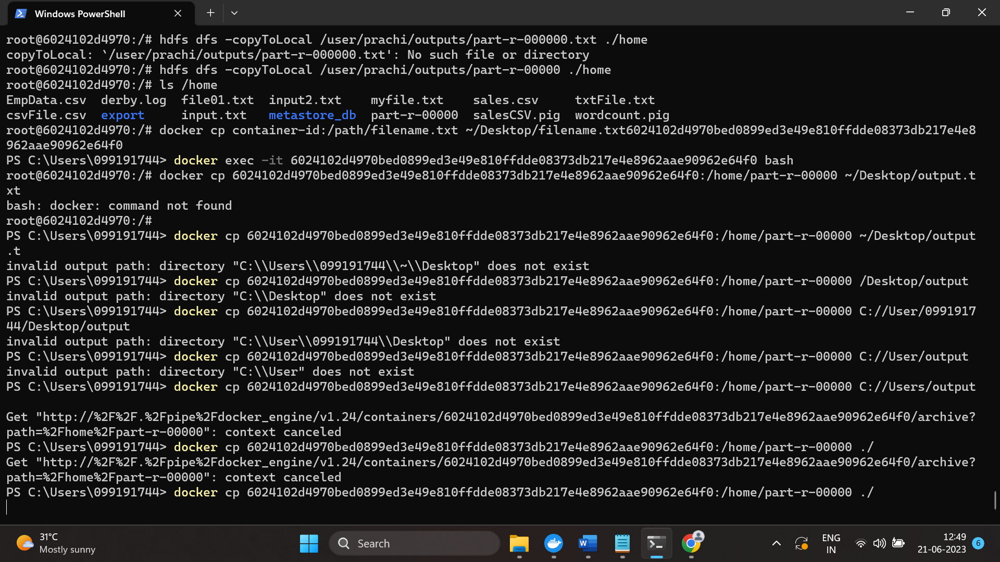 Windows PowerShell
root@6024102d4970:/# hdfs dfs -copyToLocal /user/prachi/outputs/part-r-000000.txt ./home
copyToLocal: `/user/prachi/outputs/part-r-000000.txt': No such file or directory
root@6024102d4970:/# hdfs dfs -copyToLocal /user/prachi/outputs/part-r-00000 ./home
root@6024102d4970:/# ls /home
EmpData.csv  derby.log  file01.txt  input2.txt    myfile.txt    sales.csv     txtFile.txt
csvFile.csv  export     input.txt   metastore_db  part-r-00000  salesCSV.pig  wordcount.pig
root@6024102d4970:/# docker cp container-id:/path/filename.txt ~/Desktop/filename.txt6024102d4970bed0899ed3e49e810ffdde08373db217e4e8
962aae90962e64f0
PS C:\Users\099191744> docker exec -it 6024102d4970bed0899ed3e49e810ffdde08373db217e4e8962aae90962e64f0 bash
root@6024102d4970:/# docker cp 6024102d4970bed0899ed3e49e810ffdde08373db217e4e8962aae90962e64f0:/home/part-r-00000 ~/Desktop/output.t
xt
bash: docker: command not found
root@6024102d4970:/#
PS C:\Users\099191744> docker cp 6024102d4970bed0899ed3e49e810ffdde08373db217e4e8962aae90962e64f0:/home/part-r-00000 ~/Desktop/output
.t
invalid output path: directory "C:\\Users\\099191744\\~\\Desktop" does not exist
PS C:\Users\099191744> docker cp 6024102d4970bed0899ed3e49e810ffdde08373db217e4e8962aae90962e64f0:/home/part-r-00000 /Desktop/output
invalid output path: directory "C:\\Desktop" does not exist
PS C:\Users\099191744> docker cp 6024102d4970bed0899ed3e49e810ffdde08373db217e4e8962aae90962e64f0:/home/part-r-00000 C://User/0991917
44/Desktop/output
invalid output path: directory "C:\\User\\099191744\\Desktop" does not exist
PS C:\Users\099191744> docker cp 6024102d4970bed0899ed3e49e810ffdde08373db217e4e8962aae90962e64f0:/home/part-r-00000 C://User/output
invalid output path: directory "C:\\User" does not exist
PS C:\Users\099191744> docker cp 6024102d4970bed0899ed3e49e810ffdde08373db217e4e8962aae90962e64f0:/home/part-r-00000 C://Users/output
Get "http://%2F%2F.%2Fpipe%2Fdocker_engine/v1.24/containers/6024102d4970bed0899ed3e49e810ffdde08373db217e4e8962aae90962e64f0/archive?
path=%2Fhome%2Fpart-r-00000": context canceled
PS C:\Users\099191744> docker cp 6024102d4970bed0899ed3e49e810ffdde08373db217e4e8962aae90962e64f0:/home/part-r-00000 ./
Get "http://%2F%2F.%2Fpipe%2Fdocker_engine/v1.24/containers/6024102d4970bed0899ed3e49e810ffdde08373db217e4e8962aae90962e64f0/archive?
path=%2Fhome%2Fpart-r-00000": context canceled
PS C:\Users\099191744> docker cp 6024102d4970bed0899ed3e49e810ffdde08373db217e4e8962aae90962e64f0:/home/part-r-00000 ./
31°C
Mostly sunny
Search
ENG
IN
12:49
21-06-2023
6